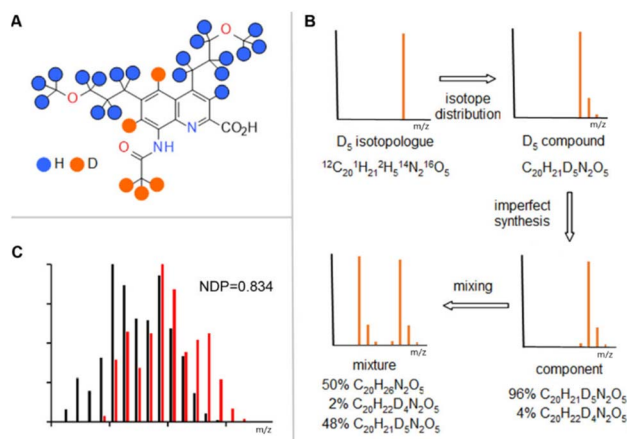 A
O
O
N
CO₂H
O
NH
H D
B
m/z
D₅ isotopologue
¹²C₂₀¹H₂₁²H₅¹⁴N₂¹⁶O₅
isotope
distribution
m/z
D₅ compound
C₂₀H₂₁D₅N₂O₅
imperfect
synthesis
m/z
component
96% C₂₀H₂₁D₅N₂O₅
4% C₂₀H₂₂D₄N₂O₅
mixing
m/z
mixture
50% C₂₀H₂₆N₂O₅
2% C₂₀H₂₂D₄N₂O₅
48% C₂₀H₂₁D₅N₂O₅
C
NDP=0.834
m/z